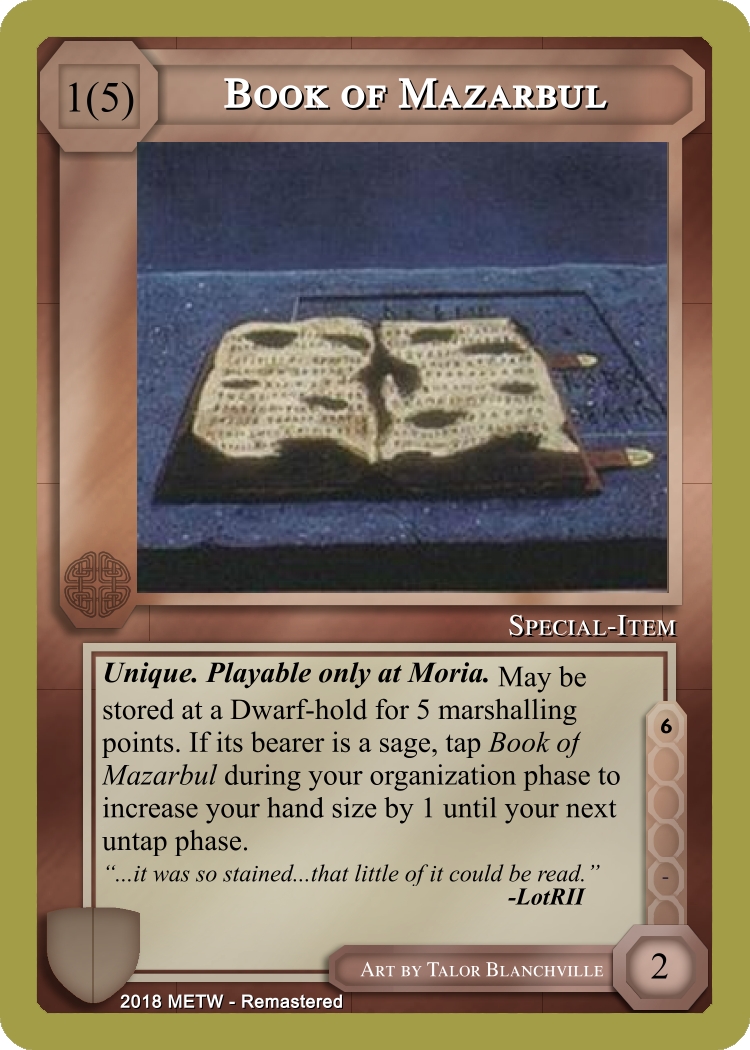 1(5)
BOOK OF MAZARBUL
SPECIAL-ITEM
Unique. Playable only at Moria. May be
stored at a Dwarf-hold for 5 marshalling
points. If its bearer is a sage, tap Book of
Mazarbul during your organization phase to
increase your hand size by 1 until your next
untap phase.
“...it was so stained...that little of it could be read.”
-LotRII
6
-
2
ART BY TALOR BLANCHVILLE
2018 METW - Remastered